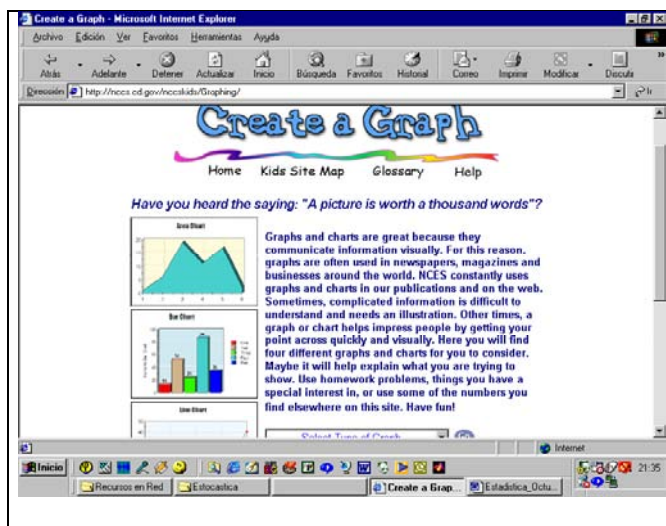 Create a Graph - Microsoft Internet Explorer
Archivo Edición Ver Favoritos Herramientas Ayuda
Atrás Adelante Detener Actualizar Inicio Búsqueda Favoritos Historial Correo Imprimir Modificar Discutir
Dirección http://nces.ed.gov/nceskids/Graphing/ Ir
Create a Graph
Home Kids Site Map Glossary Help
Have you heard the saying: "A picture is worth a thousand words"?
Area Chart
Graphs and charts are great because they
communicate information visually. For this reason,
graphs are often used in newspapers, magazines and
businesses around the world. NCES constantly uses
graphs and charts in our publications and on the web.
Sometimes, complicated information is difficult to
understand and needs an illustration. Other times, a
graph or chart helps impress people by getting your
point across quickly and visually. Here you will find
four different graphs and charts for you to consider.
Maybe it will help explain what you are trying to
show. Use homework problems, things you have a
special interest in, or use some of the numbers you
find elsewhere on this site. Have fun!
Bar Chart
Line Chart
Select Type of Graph
Internet
Inicio 21:35
Recursos en Red Estocastica Create a Grap... Estadistica_Octu...